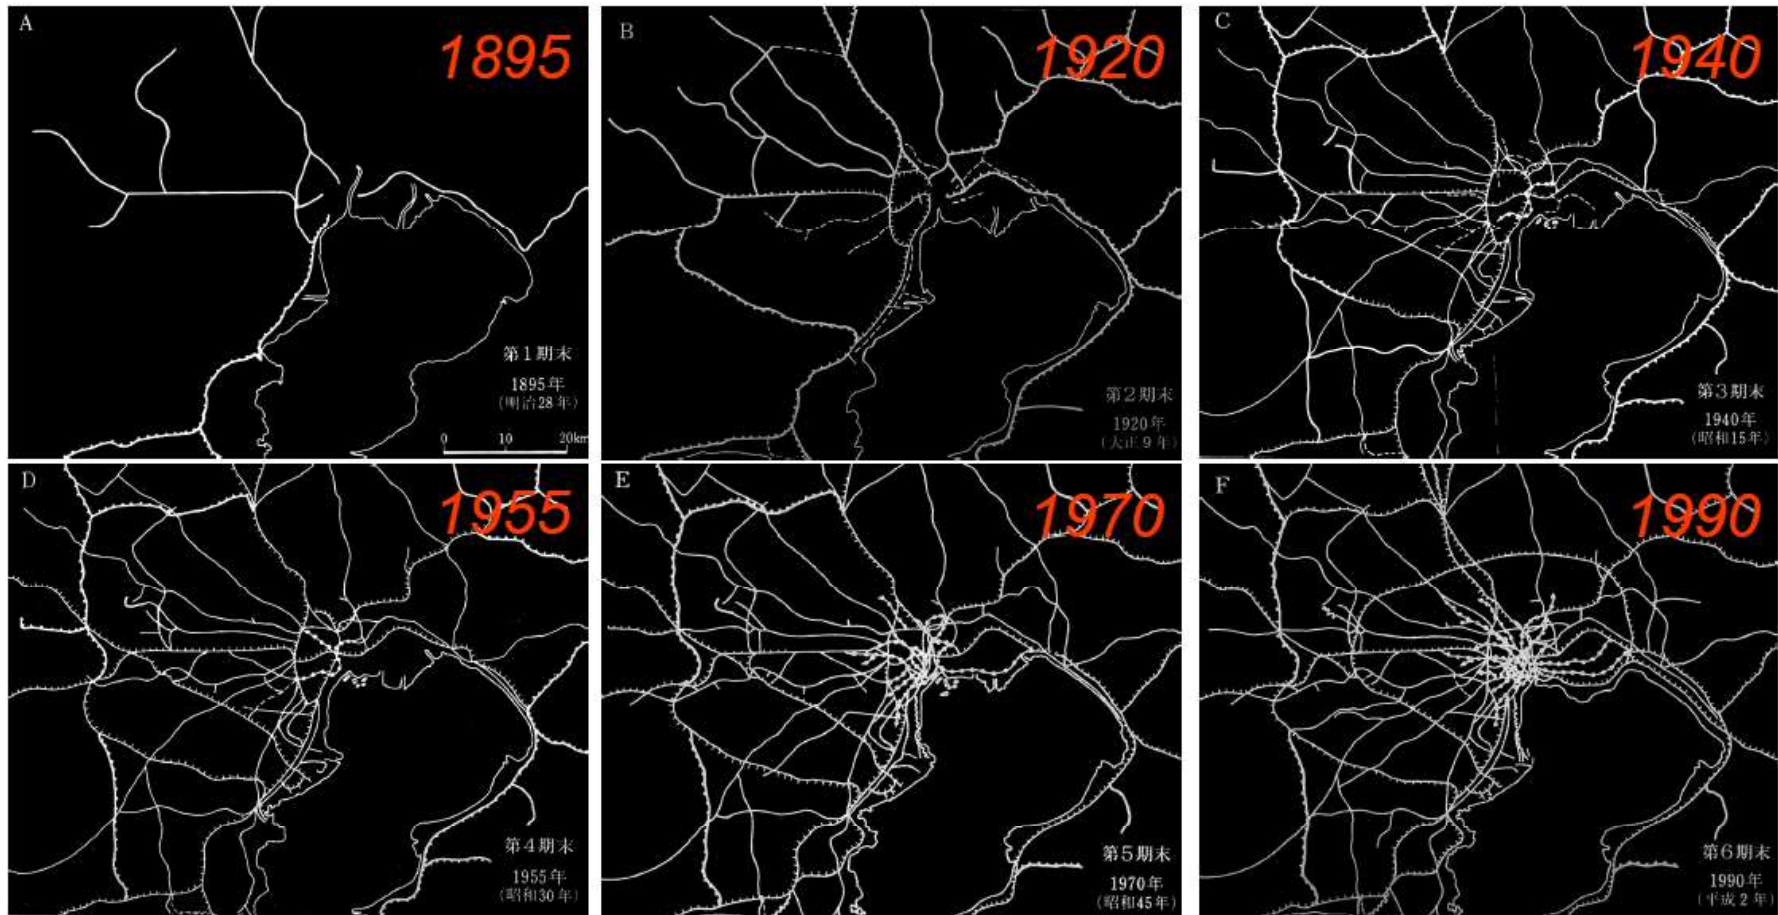 A
1895
第1期末
1895年
(明治28年)
0 10 20km
B
1920
第2期末
1920年
(大正9年)
C
1940
第3期末
1940年
(昭和15年)
D
1955
第4期末
1955年
(昭和30年)
E
1970
第5期末
1970年
(昭和45年)
F
1990
第6期末
1990年
(平成2年)